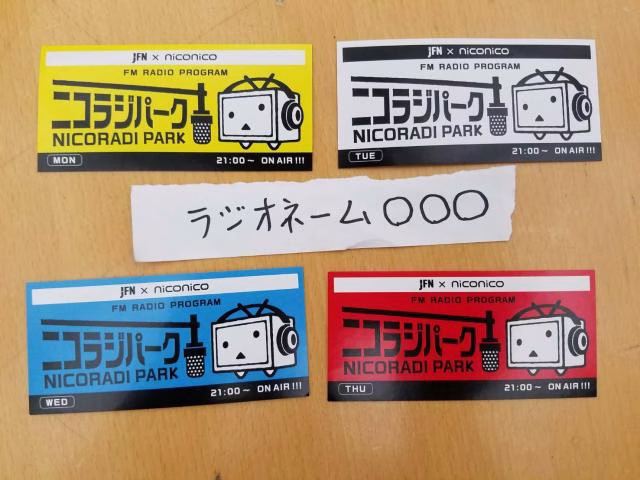 JFN × niconico
FM RADIO PROGRAM
ニコラジパーク
NICORADI PARK
MON 21:00～ ON AIR!!!
JFN × niconico
FM RADIO PROGRAM
ニコラジパーク
NICORADI PARK
TUE 21:00～ ON AIR!!!
ラジオネーム〇〇〇
JFN × niconico
FM RADIO PROGRAM
ニコラジパーク
NICORADI PARK
WED 21:00～ ON AIR!!!
JFN × niconico
FM RADIO PROGRAM
ニコラジパーク
NICORADI PARK
THU 21:00～ ON AIR!!!